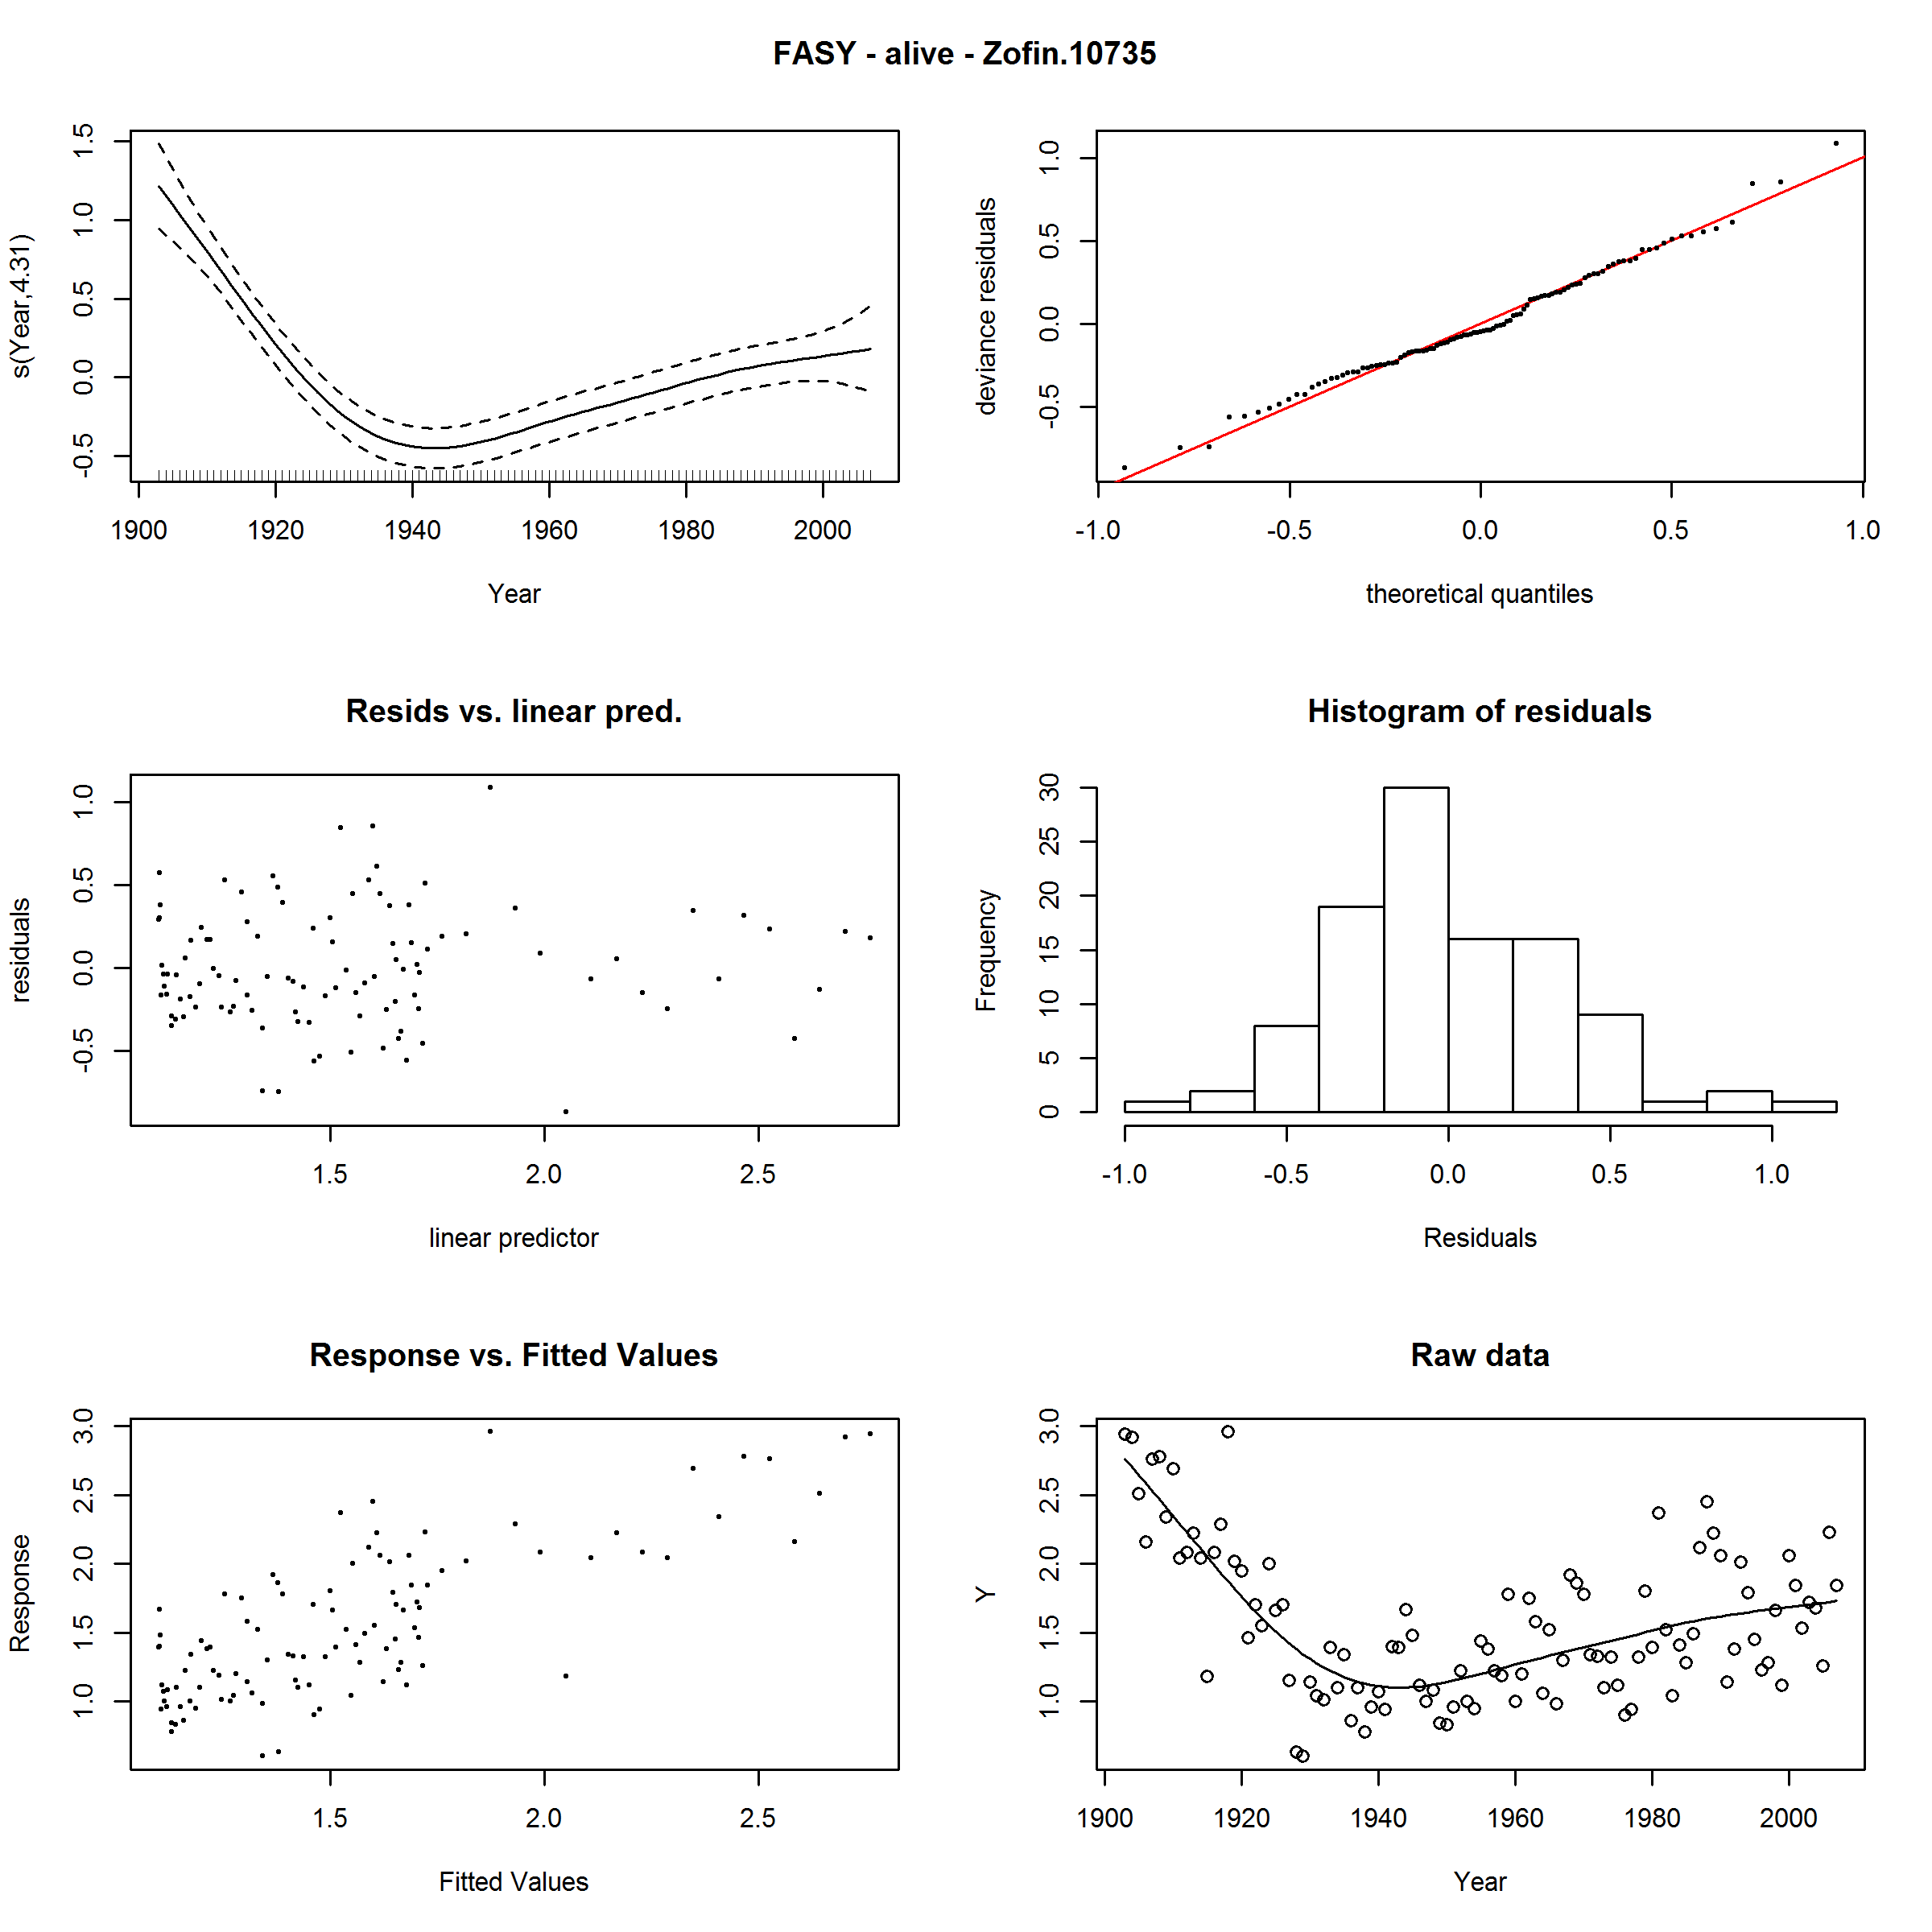 FASY - alive - Zofin.10735
s(Year,4.31)
-0.5 0.0 0.5 1.0 1.5
1900 1920 1940 1960 1980 2000
Year
deviance residuals
-0.5 0.0 0.5 1.0
-1.0 -0.5 0.0 0.5 1.0
theoretical quantiles
Resids vs. linear pred.
residuals
-0.5 0.0 0.5 1.0
1.5 2.0 2.5
linear predictor
Histogram of residuals
Frequency
0 5 10 15 20 25 30
-1.0 -0.5 0.0 0.5 1.0
Residuals
Response vs. Fitted Values
Response
1.0 1.5 2.0 2.5 3.0
1.5 2.0 2.5
Fitted Values
Raw data
Y
1.0 1.5 2.0 2.5 3.0
1900 1920 1940 1960 1980 2000
Year